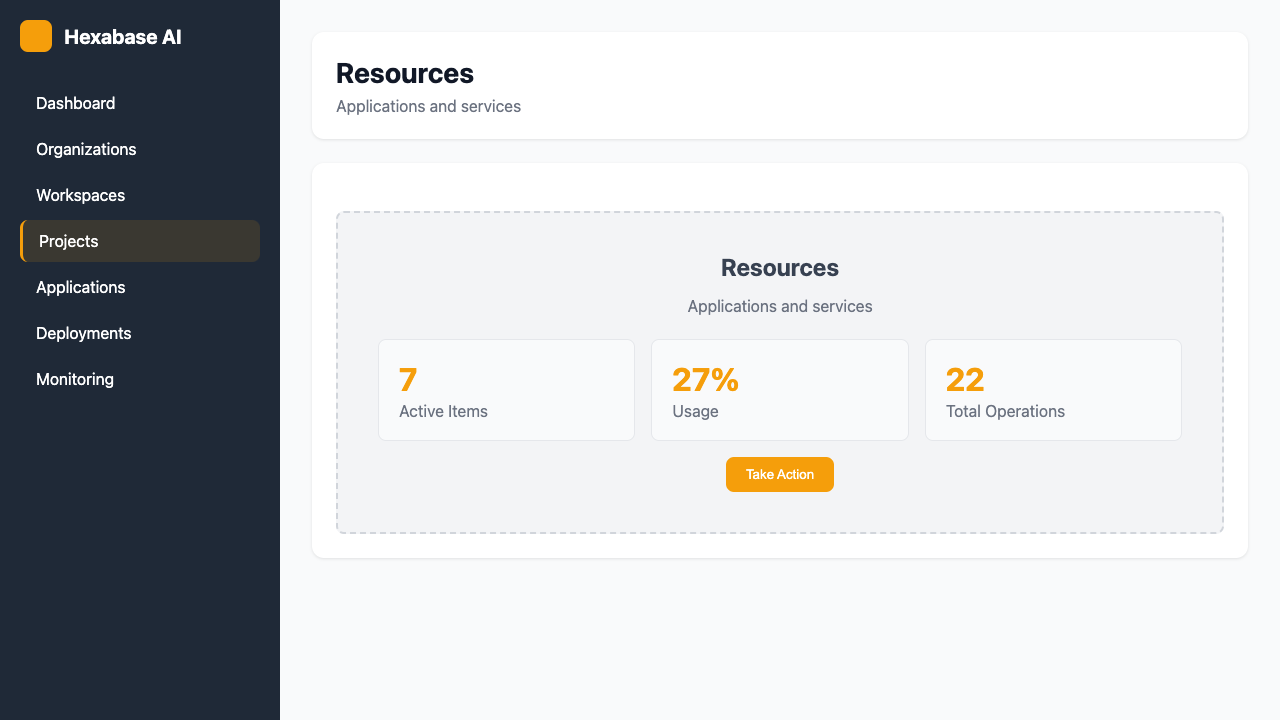 Hexabase AI
Dashboard
Organizations
Workspaces
Projects
Applications
Deployments
Monitoring
Resources
Applications and services
Resources
Applications and services
7
Active Items
27%
Usage
22
Total Operations
Take Action